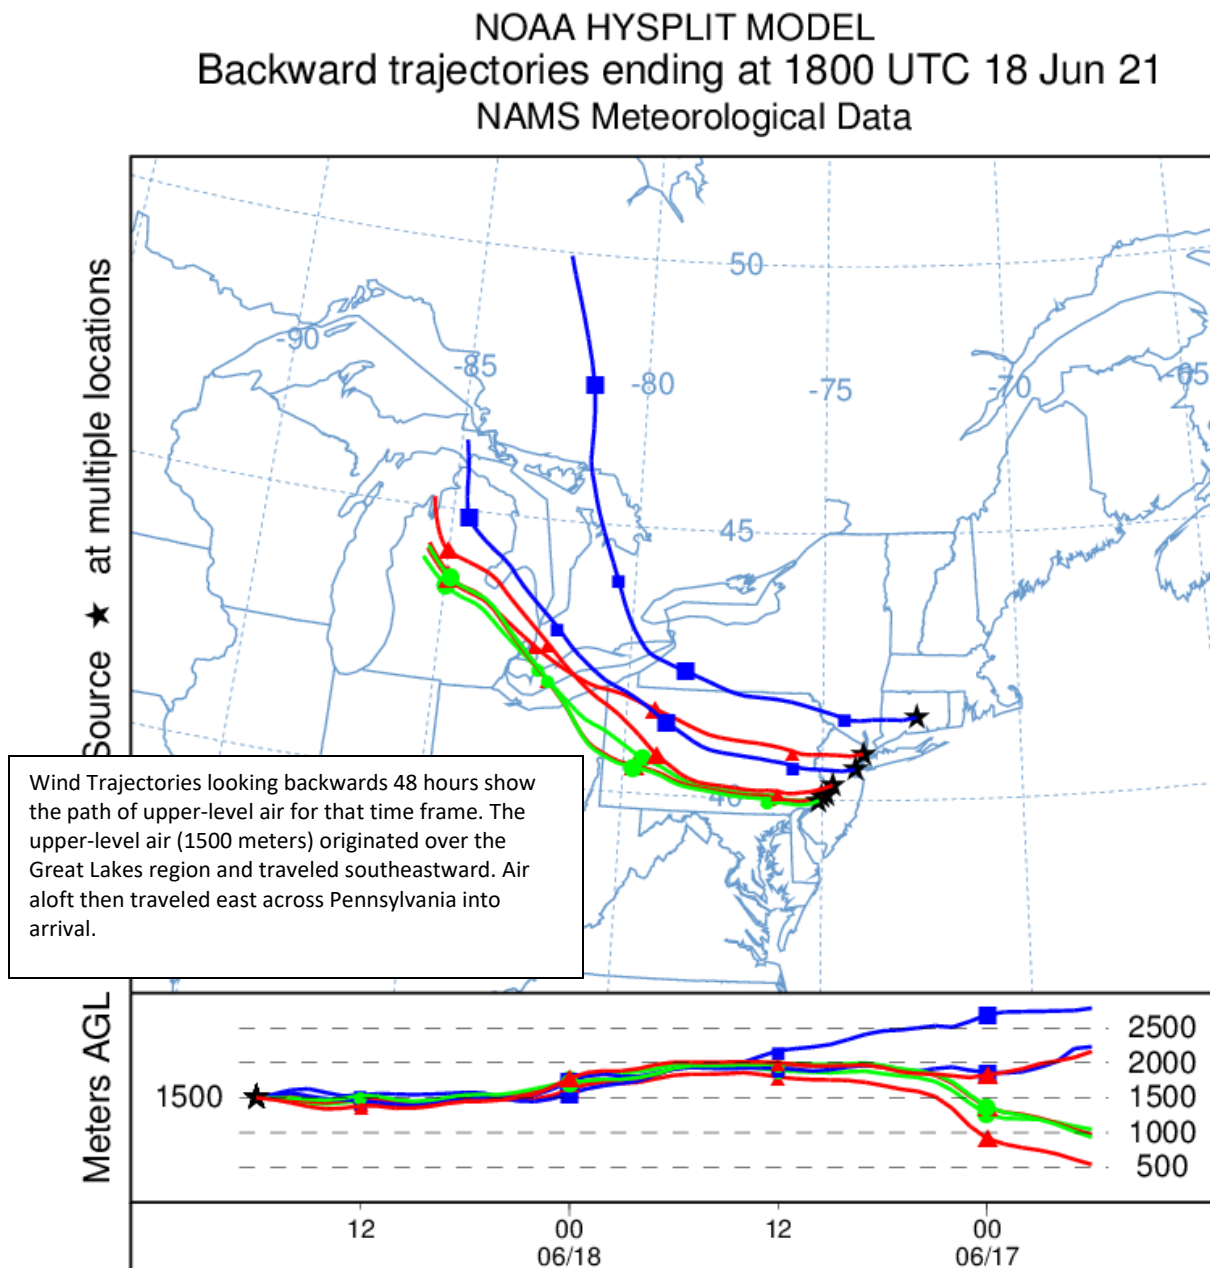 NOAA HYSPLIT MODEL
Backward trajectories ending at 1800 UTC 18 Jun 21
NAMS Meteorological Data
Source ★ at multiple locations
50
-90
-85
-80
-75
-70
-65
45
40
Wind Trajectories looking backwards 48 hours show
the path of upper-level air for that time frame. The
upper-level air (1500 meters) originated over the
Great Lakes region and traveled southeastward. Air
aloft then traveled east across Pennsylvania into
arrival.
Meters AGL
1500
2500
2000
1500
1000
500
12
00
12
00
06/18
06/17